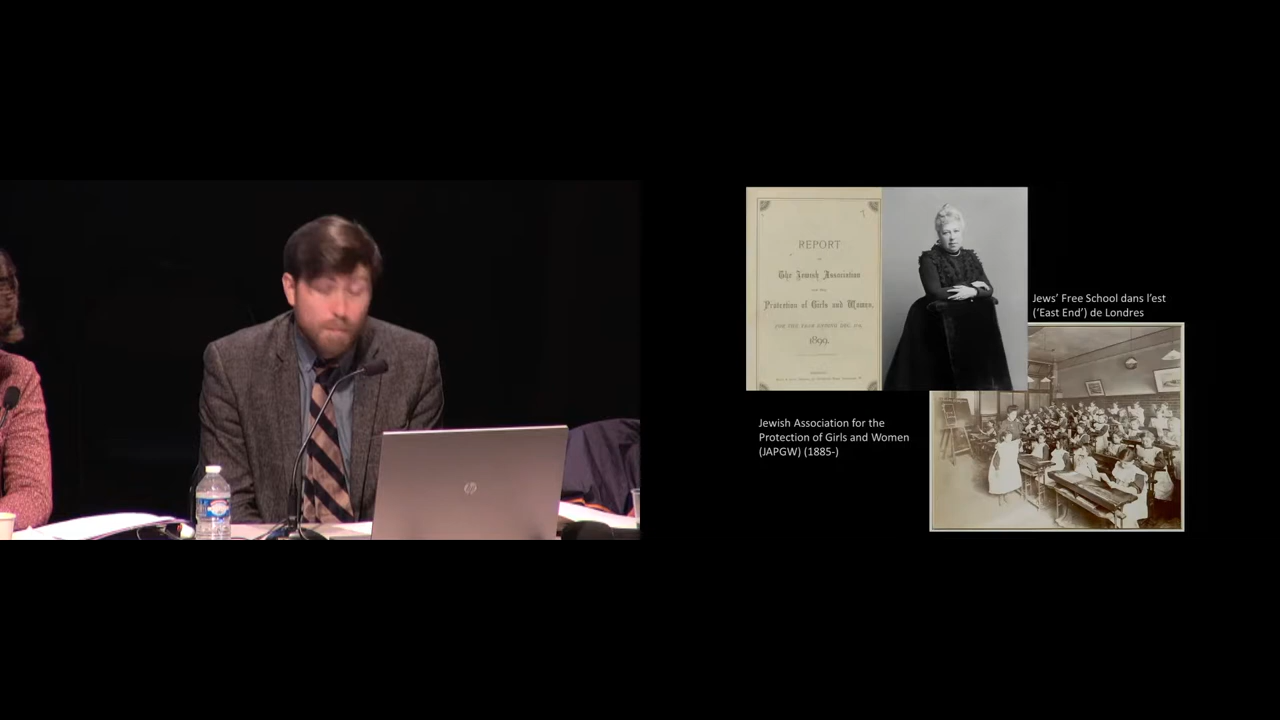 REPORT
The Jewish Association
Protection of Girls and Women,
1899.
Jews’ Free School dans l’est
(‘East End’) de Londres
Jewish Association for the
Protection of Girls and Women
(JAPGW) (1885-)
hp